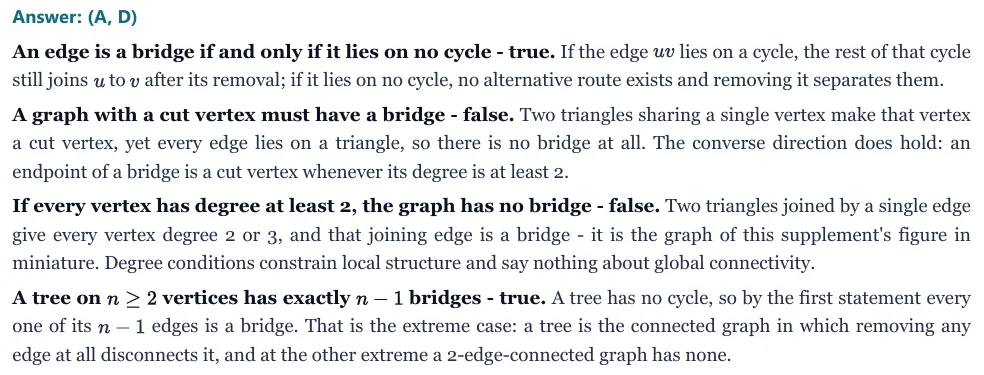 Answer: (A, D)
An edge is a bridge if and only if it lies on no cycle - true. If the edge uv lies on a cycle, the rest of that cycle
still joins u to v after its removal; if it lies on no cycle, no alternative route exists and removing it separates them.
A graph with a cut vertex must have a bridge - false. Two triangles sharing a single vertex make that vertex
a cut vertex, yet every edge lies on a triangle, so there is no bridge at all. The converse direction does hold: an
endpoint of a bridge is a cut vertex whenever its degree is at least 2.
If every vertex has degree at least 2, the graph has no bridge - false. Two triangles joined by a single edge
give every vertex degree 2 or 3, and that joining edge is a bridge - it is the graph of this supplement's figure in
miniature. Degree conditions constrain local structure and say nothing about global connectivity.
A tree on n ≥ 2 vertices has exactly n − 1 bridges - true. A tree has no cycle, so by the first statement every
one of its n − 1 edges is a bridge. That is the extreme case: a tree is the connected graph in which removing any
edge at all disconnects it, and at the other extreme a 2-edge-connected graph has none.